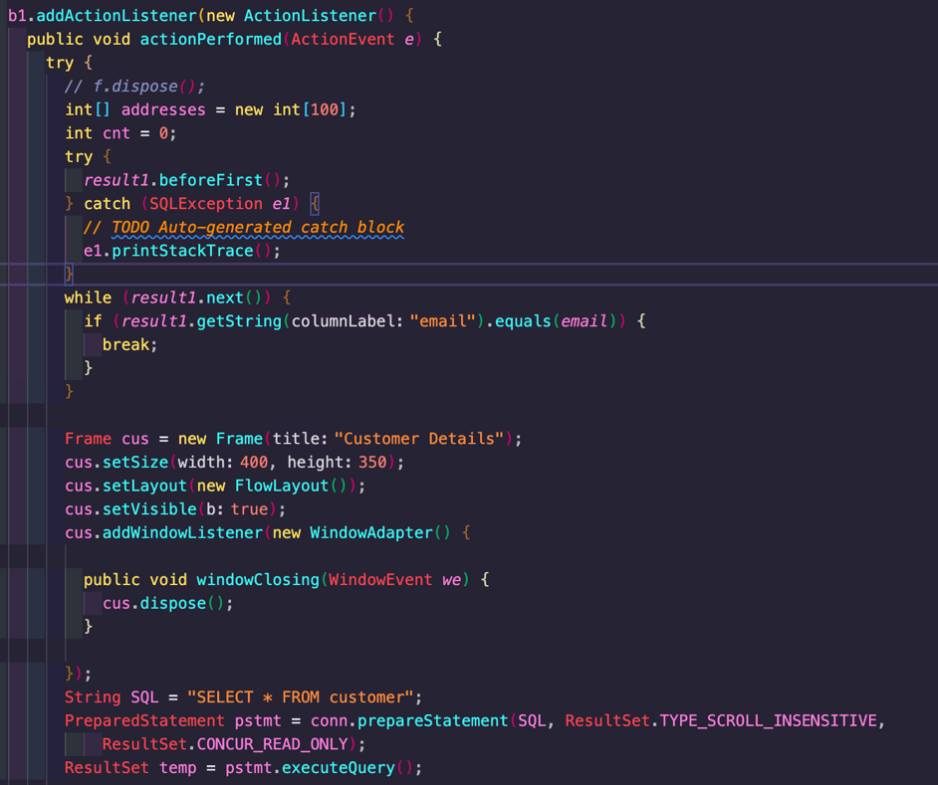 b1.addActionListener(new ActionListener() {
public void actionPerformed(ActionEvent e) {
try {
// f.dispose();
int[] addresses = new int[100];
int cnt = 0;
try {
result1.beforeFirst();
} catch (SQLException e1) {
// TODO Auto-generated catch block
e1.printStackTrace();
}
while (result1.next()) {
if (result1.getString(columnLabel: "email").equals(email)) {
break;
}
}
Frame cus = new Frame(title: "Customer Details");
cus.setSize(width: 400, height: 350);
cus.setLayout(new FlowLayout());
cus.setVisible(b: true);
cus.addWindowListener(new WindowAdapter() {
public void windowClosing(WindowEvent we) {
cus.dispose();
}
});
String SQL = "SELECT * FROM customer";
PreparedStatement pstmt = conn.prepareStatement(SQL, ResultSet.TYPE_SCROLL_INSENSITIVE,
ResultSet.CONCUR_READ_ONLY);
ResultSet temp = pstmt.executeQuery();